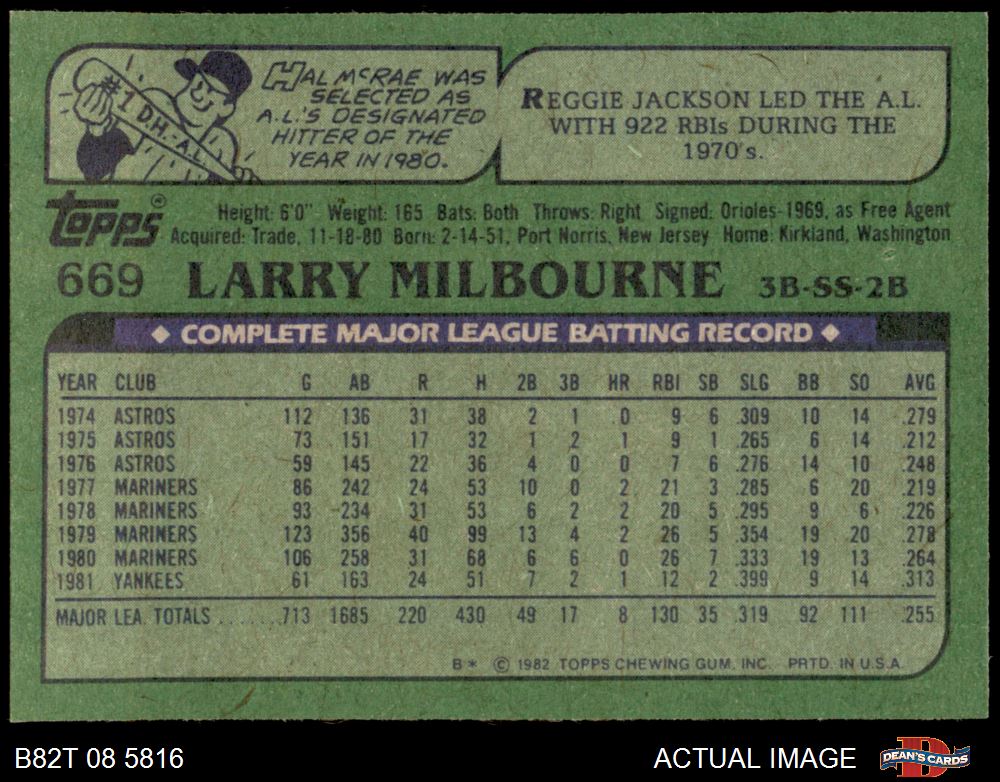 #1 D.H.-A.L.
HAL McRAE WAS
SELECTED AS
A.L.'S DESIGNATED
HITTER OF THE
YEAR IN 1980.
REGGIE JACKSON LED THE A.L.
WITH 922 RBIs DURING THE
1970's.
Topps®
Height: 6'0" Weight: 165 Bats: Both Throws: Right Signed: Orioles-1969, as Free Agent
Acquired: Trade, 11-18-80 Born: 2-14-51, Port Norris, New Jersey Home: Kirkland, Washington
669 LARRY MILBOURNE 3B-SS-2B
◆ COMPLETE MAJOR LEAGUE BATTING RECORD ◆
YEAR CLUB G AB R H 2B 3B HR RBI SB SLG BB SO AVG
1974 ASTROS 112 136 31 38 2 1 0 9 6 .309 10 14 .279
1975 ASTROS 73 151 17 32 1 2 1 9 1 .265 6 14 .212
1976 ASTROS 59 145 22 36 4 0 0 7 6 .276 14 10 .248
1977 MARINERS 86 242 24 53 10 0 2 21 3 .285 6 20 .219
1978 MARINERS 93 234 31 53 6 2 2 20 5 .295 9 6 .226
1979 MARINERS 123 356 40 99 13 4 2 26 5 .354 19 20 .278
1980 MARINERS 106 258 31 68 6 6 0 26 7 .333 19 13 .264
1981 YANKEES 61 163 24 51 7 2 1 12 2 .399 9 14 .313
MAJOR LEA. TOTALS ......713 1685 220 430 49 17 8 130 35 .319 92 111 .255
B* © 1982 TOPPS CHEWING GUM, INC. PRTD. IN U.S.A.
B82T 08 5816 ACTUAL IMAGE DEAN'S CARDS